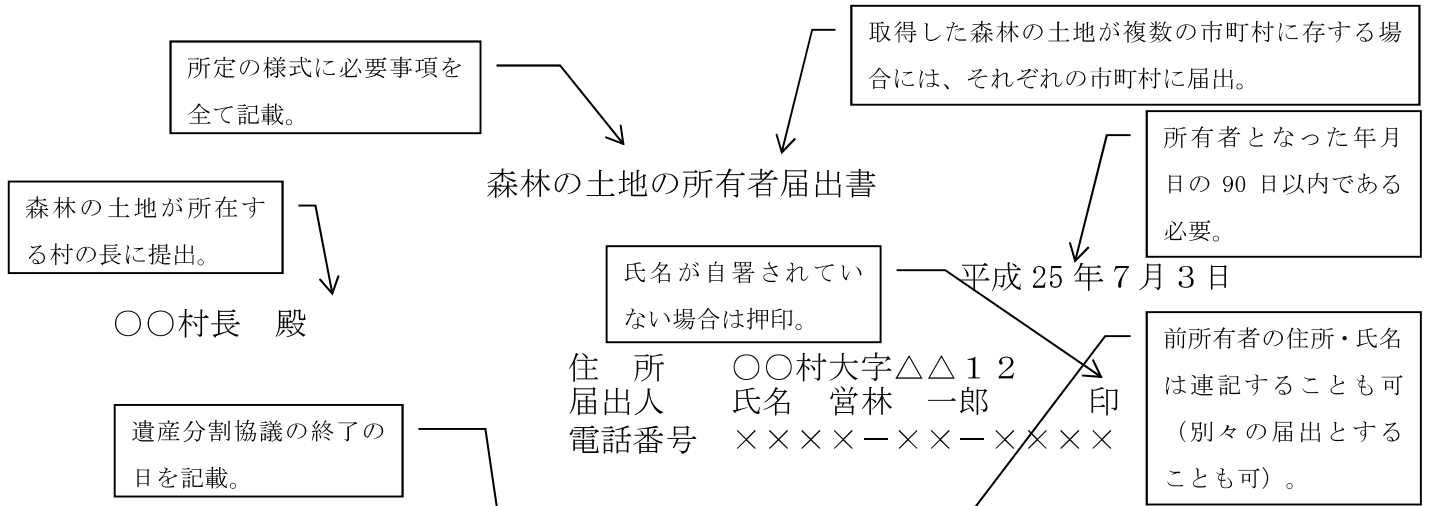 取得した森林の土地が複数の市町村に存する場
合には、それぞれの市町村に届出。
所定の様式に必要事項を
全て記載。
所有者となった年月
日の 90 日以内である
必要。
森林の土地の所有者届出書
森林の土地が所在す
る村の長に提出。
氏名が自署されてい
ない場合は押印。
平成 25 年７月３日
○○村長　殿
前所有者の住所・氏名
は連記することも可
（別々の届出とする
ことも可）。
住　所　　○○村大字△△１２
届出人　　氏名　営林　一郎　　　印
電話番号　××××－××－××××
遺産分割協議の終了の
日を記載。